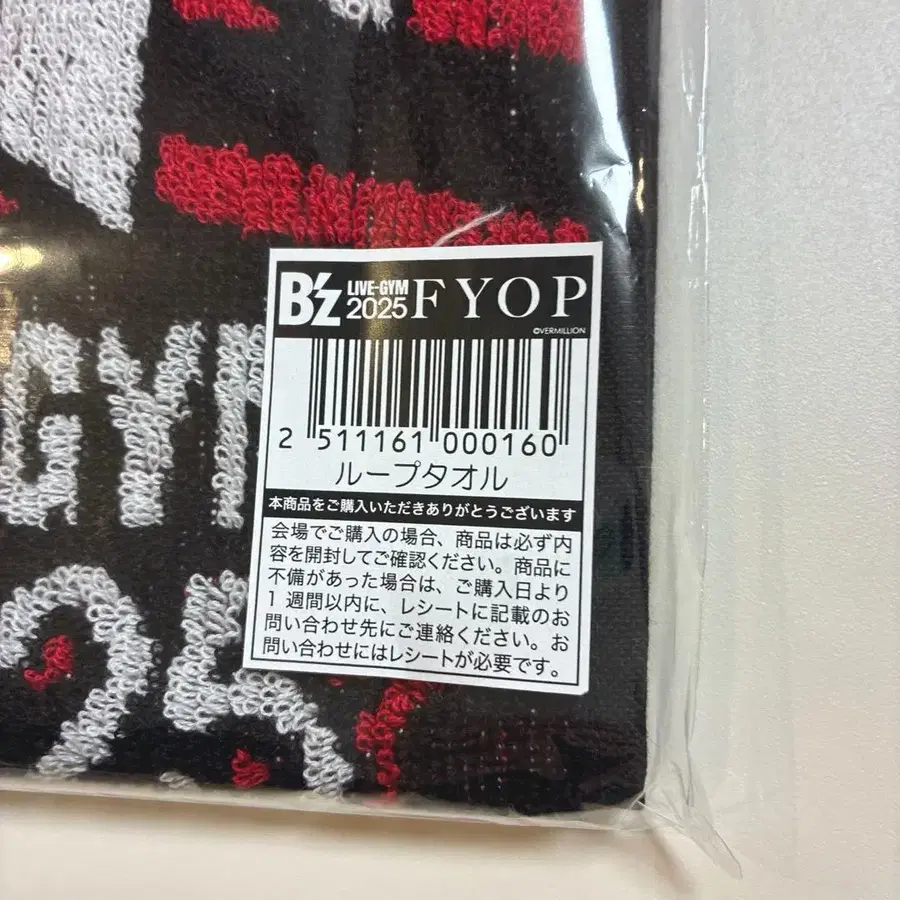 B'z LIVE-GYM 2025 FYOP
©VERMILLION
2 511161 000160
ループタオル
本商品をご購入いただきありがとうございます
会場でご購入の場合、商品は必ず内
容を開封してご確認ください。商品に
不備があった場合は、ご購入日より
1週間以内に、レシートに記載のお
問い合わせ先にご連絡ください。お
問い合わせにはレシートが必要です。
GYM